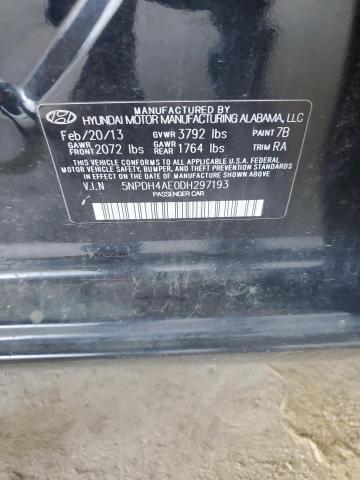 MANUFACTURED BY
HYUNDAI MOTOR MANUFACTURING ALABAMA, LLC
Feb/20/13 GVWR 3792 lbs PAINT 7B
GAWR FRONT 2072 lbs GAWR REAR 1764 lbs TRIM RA
THIS VEHICLE CONFORMS TO ALL APPLICABLE U.S. FEDERAL
MOTOR VEHICLE SAFETY, BUMPER, AND THEFT PREVENTION
STANDARDS IN EFFECT ON THE DATE OF MANUFACTURE SHOWN ABOVE.
V.I.N 5NPDH4AE0DH297193